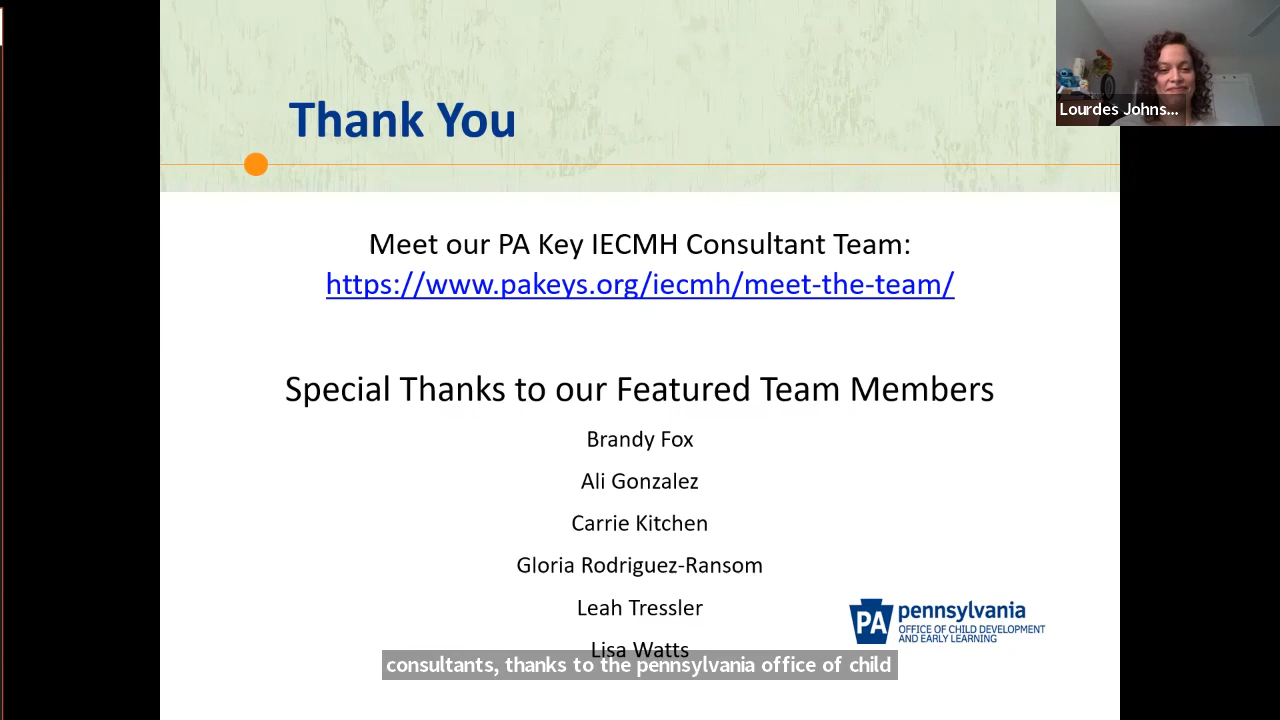 Thank You
Lourdes Johns...
Meet our PA Key IECMH Consultant Team:
https://www.pakeys.org/iecmh/meet-the-team/
Special Thanks to our Featured Team Members
Brandy Fox
Ali Gonzalez
Carrie Kitchen
Gloria Rodriguez-Ransom
Leah Tressler
Lisa Watts
PA pennsylvania
OFFICE OF CHILD DEVELOPMENT
AND EARLY LEARNING
consultants, thanks to the pennsylvania office of child